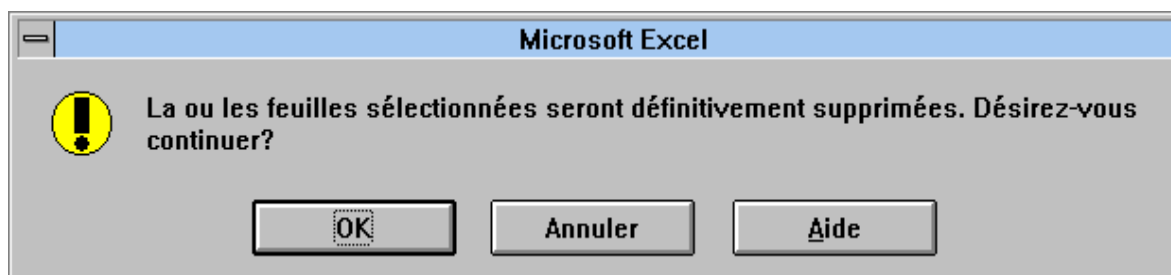 Microsoft Excel
La ou les feuilles sélectionnées seront définitivement supprimées. Désirez-vous
continuer?
OK Annuler Aide